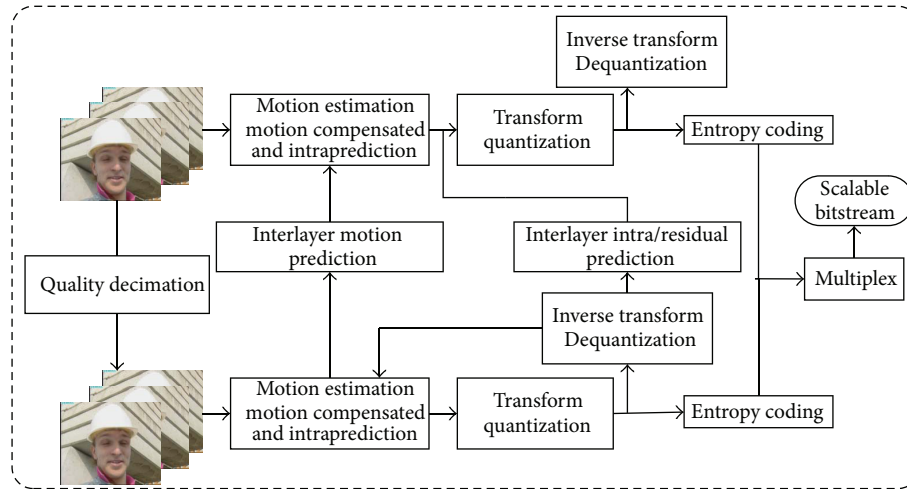 Inverse transform
Dequantization
Motion estimation
motion compensated
and intraprediction
Transform
quantization
Entropy coding
Scalable
bitstream
Interlayer motion
prediction
Interlayer intra/residual
prediction
Quality decimation
Multiplex
Inverse transform
Dequantization
Motion estimation
motion compensated
and intraprediction
Transform
quantization
Entropy coding